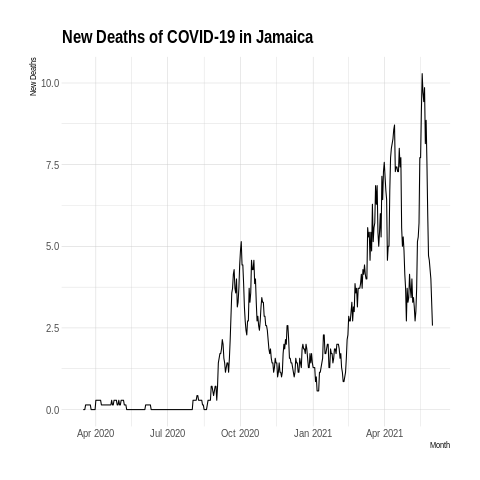 New Deaths of COVID-19 in Jamaica
New Deaths
10.0
7.5
5.0
2.5
0.0
Apr 2020 Jul 2020 Oct 2020 Jan 2021 Apr 2021
Month